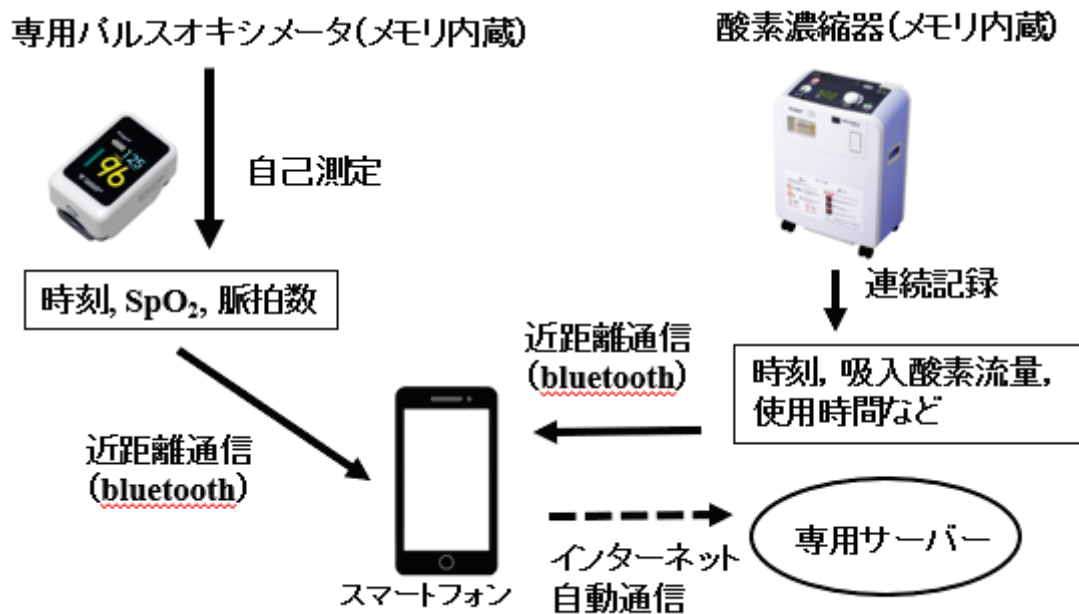 専用パルスオキシメータ(メモリ内蔵)
酸素濃縮器(メモリ内蔵)
自己測定
125
96
連続記録
時刻, SpO₂, 脈拍数
近距離通信
(bluetooth)
時刻, 吸入酸素流量,
使用時間など
近距離通信
(bluetooth)
専用サーバー
インターネット
自動通信
スマートフォン